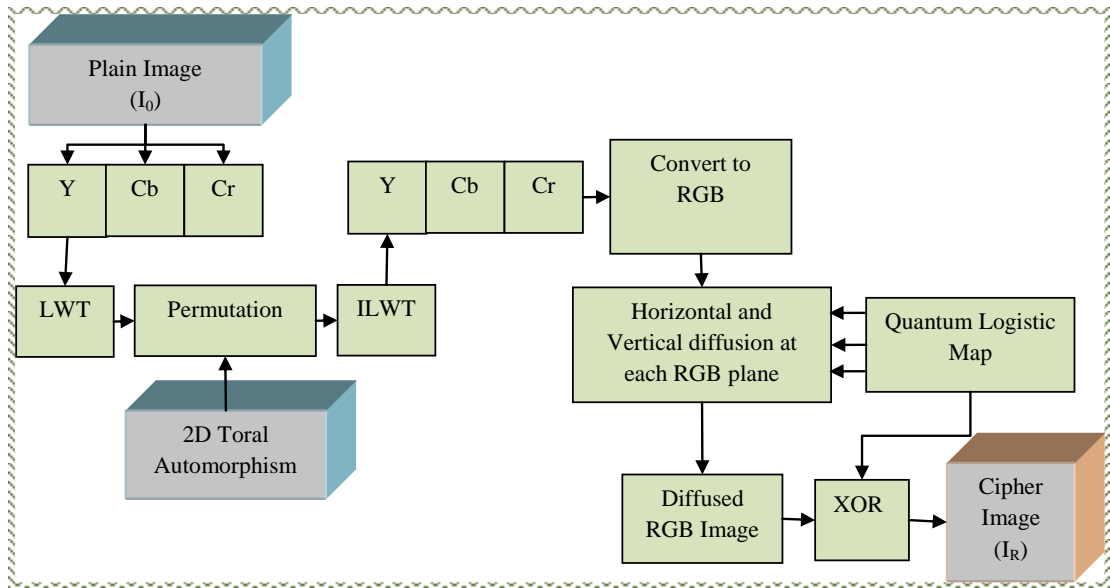 Plain Image
(I₀)
Y
Cb
Cr
LWT
Permutation
ILWT
2D Toral
Automorphism
Y
Cb
Cr
Convert to
RGB
Horizontal and
Vertical diffusion at
each RGB plane
Quantum Logistic
Map
Diffused
RGB Image
XOR
Cipher
Image
(I_R)